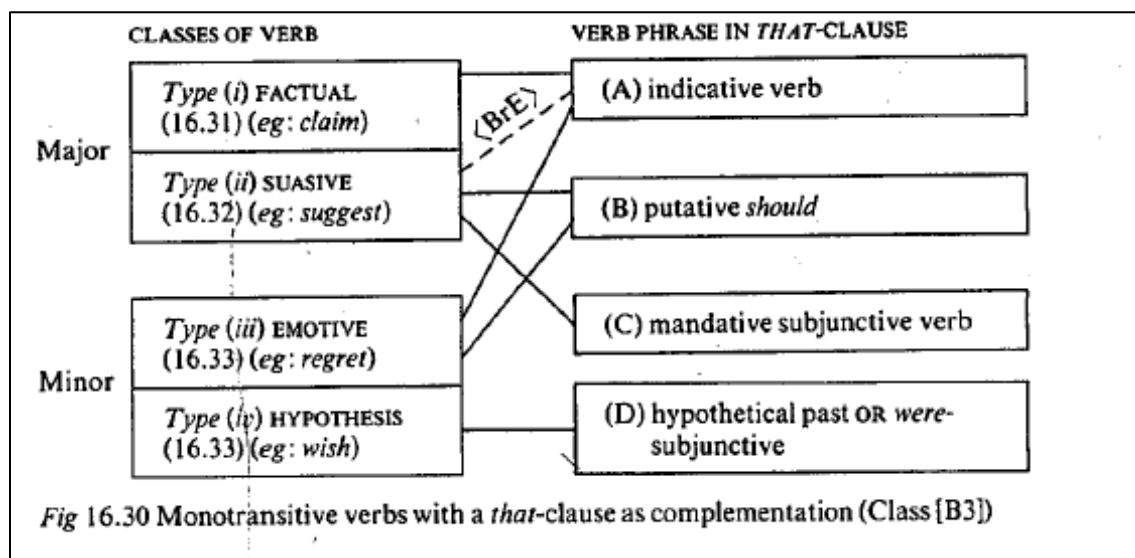 CLASSES OF VERB
VERB PHRASE IN THAT-CLAUSE
Major
Type (i) FACTUAL
(16.31) (eg: claim)
Type (ii) SUASIVE
(16.32) (eg: suggest)
Minor
Type (iii) EMOTIVE
(16.33) (eg: regret)
Type (iv) HYPOTHESIS
(16.33) (eg: wish)
⟨BrE⟩
(A) indicative verb
(B) putative should
(C) mandative subjunctive verb
(D) hypothetical past OR were-
subjunctive
Fig 16.30 Monotransitive verbs with a that-clause as complementation (Class [B3])